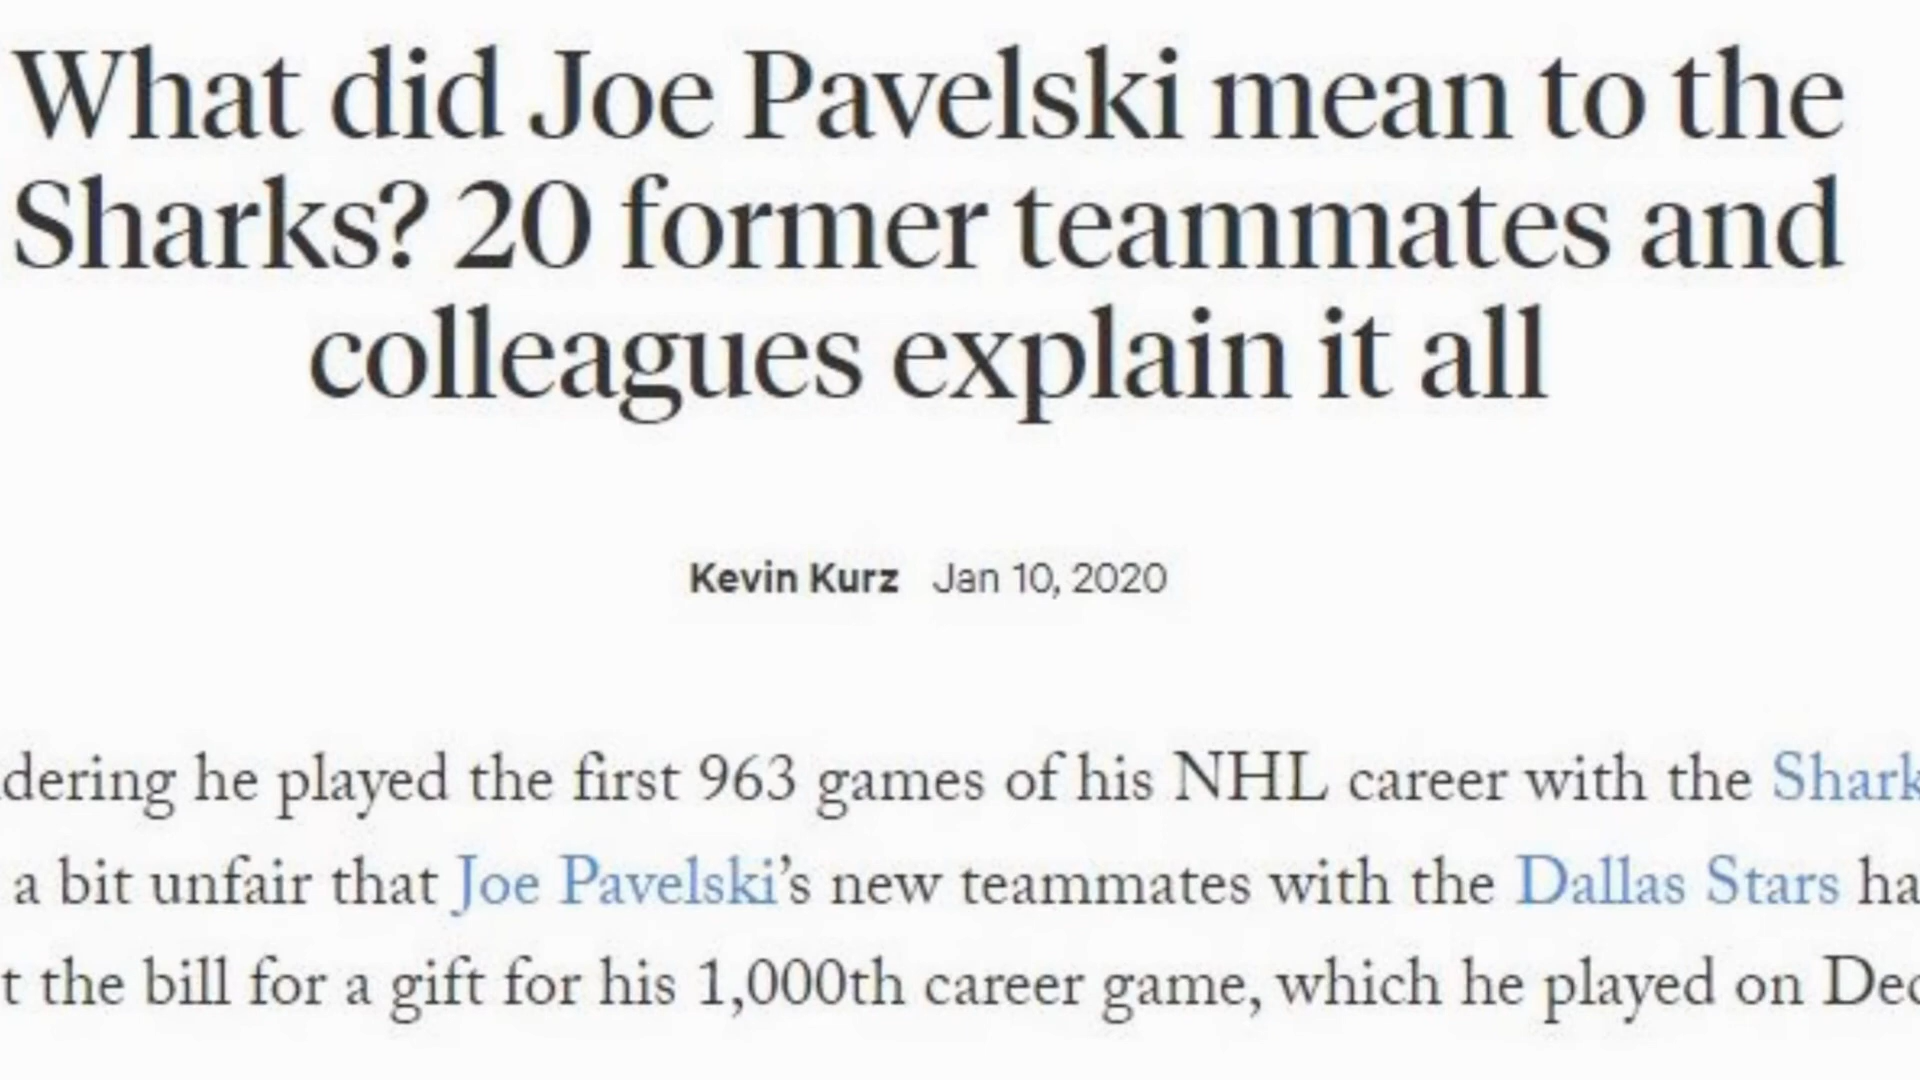 What did Joe Pavelski mean to the
Sharks? 20 former teammates and
colleagues explain it all
Kevin Kurz Jan 10, 2020
dering he played the first 963 games of his NHL career with the Shark
a bit unfair that Joe Pavelski’s new teammates with the Dallas Stars ha
t the bill for a gift for his 1,000th career game, which he played on Dec